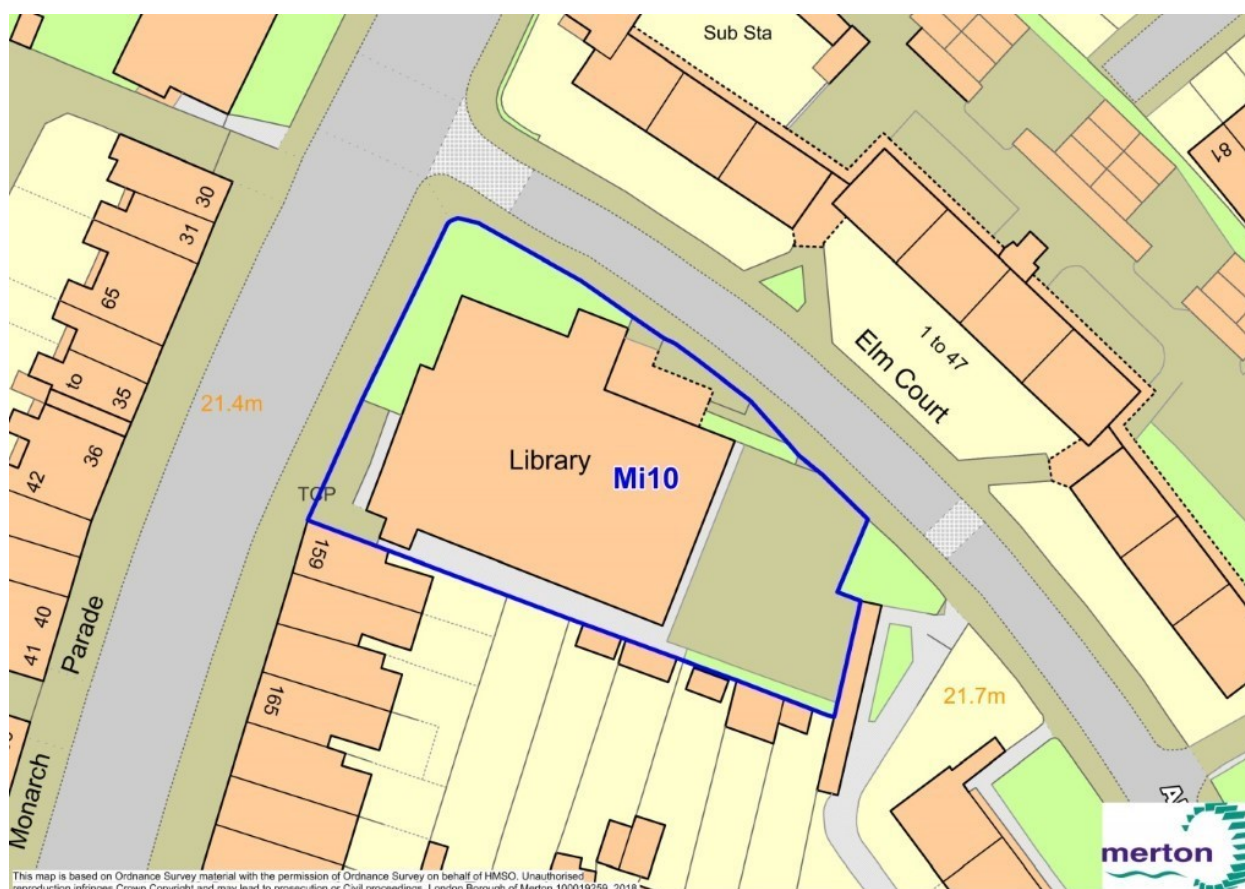 Sub Sta
81
30
31
65
to
35
36
42
40
41
Parade
Monarch
21.4m
TCP
Library
Mi10
159
165
Elm Court
1 to 47
21.7m
merton
This map is based on Ordnance Survey material with the permission of Ordnance Survey on behalf of HMSO. Unauthorised
reproduction infringes Crown Copyright and may lead to prosecution or Civil proceedings. London Borough of Merton 100019259. 2018.